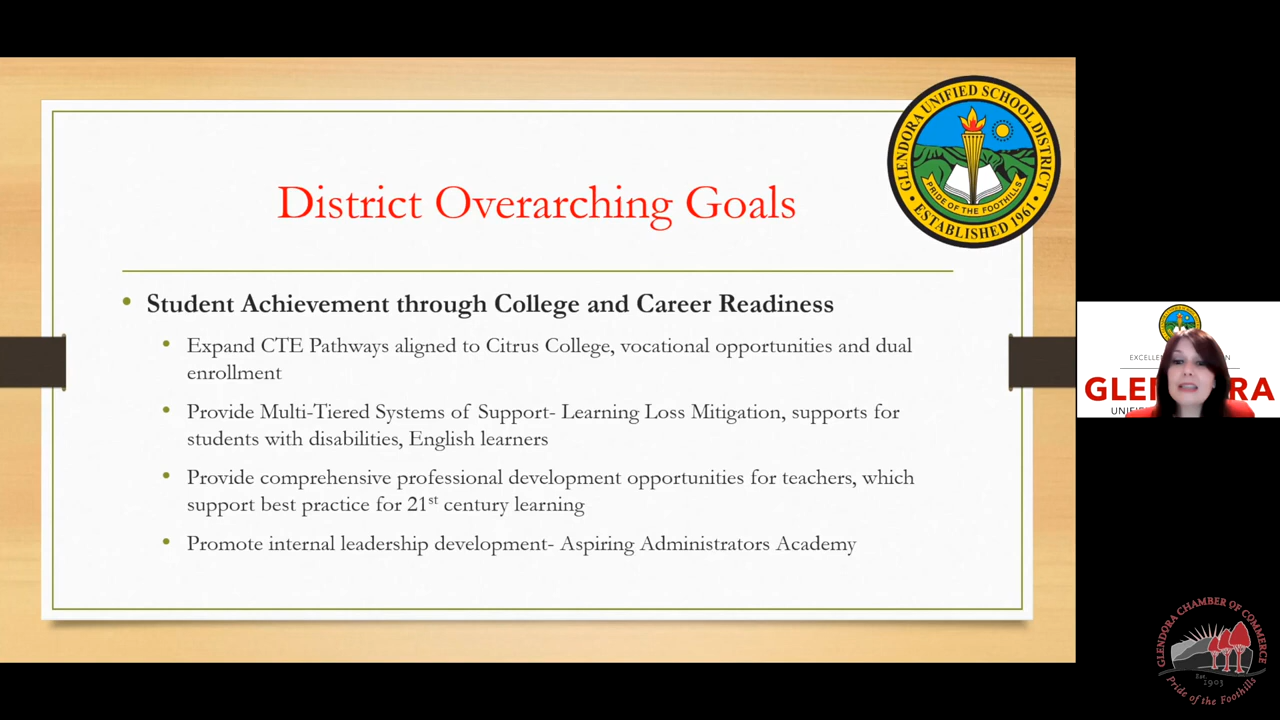 GLENDORA UNIFIED SCHOOL DISTRICT
PRIDE OF THE FOOTHILLS
• ESTABLISHED 1961 •
District Overarching Goals
• Student Achievement through College and Career Readiness
• Expand CTE Pathways aligned to Citrus College, vocational opportunities and dual
enrollment
• Provide Multi-Tiered Systems of Support- Learning Loss Mitigation, supports for
students with disabilities, English learners
• Provide comprehensive professional development opportunities for teachers, which
support best practice for 21st century learning
• Promote internal leadership development- Aspiring Administrators Academy
GLENDORA CHAMBER OF COMMERCE
Est.
1903
Pride of the Foothills